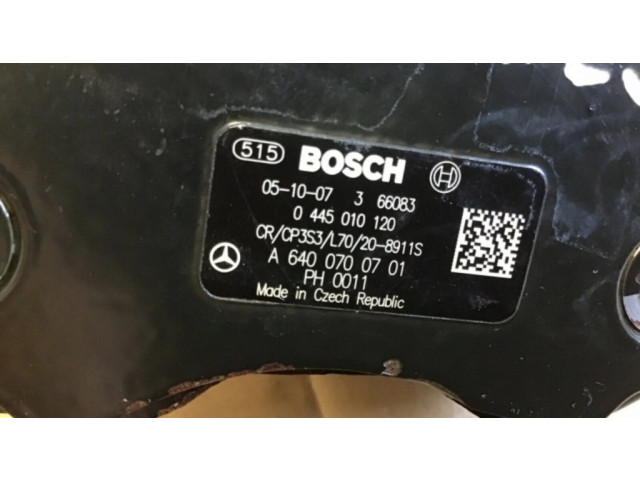 515 BOSCH
05-10-07 3 66083
0 445 010 120
CR/CP3S3/L70/20-8911S
A 640 070 07 01
PH 0011
Made in Czech Republic